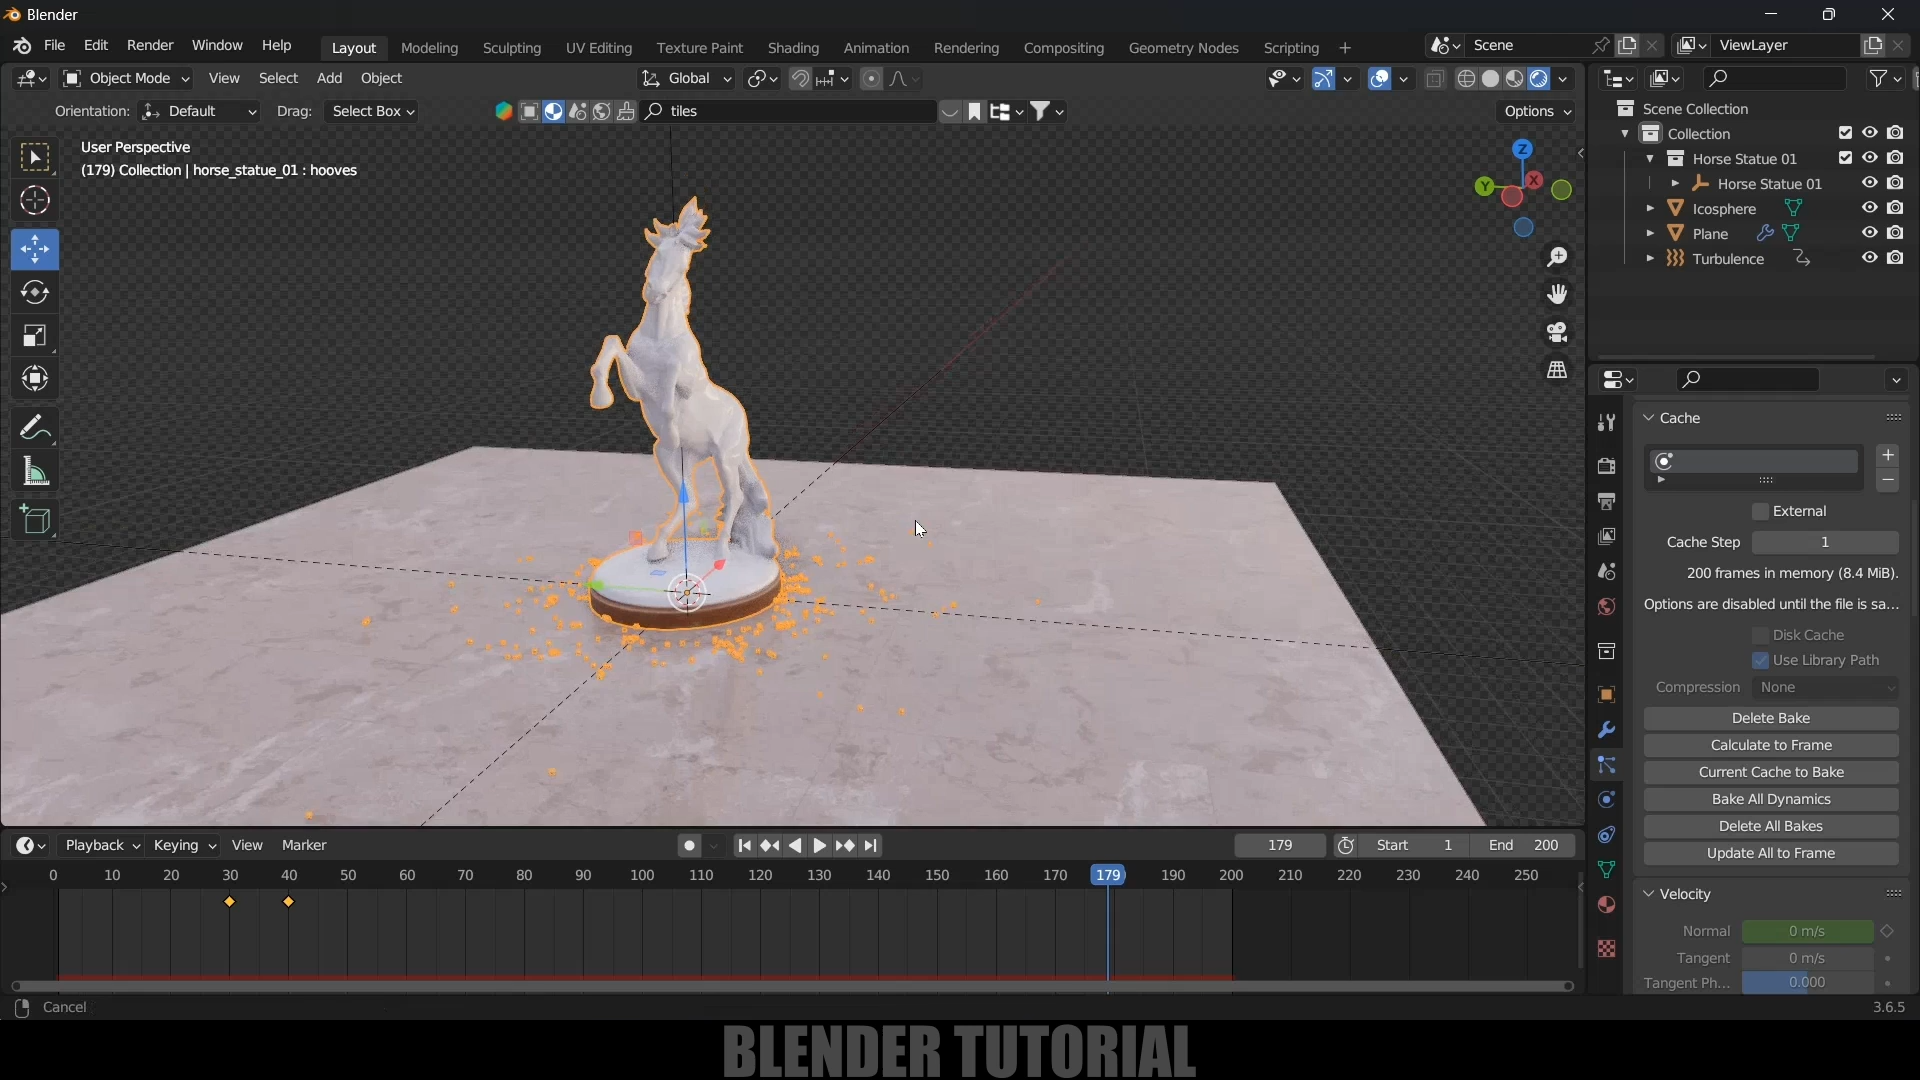 Blender
File Edit Render Window Help Layout Modeling Sculpting UV Editing Texture Paint Shading Animation Rendering Compositing Geometry Nodes Scripting + Scene ViewLayer
Object Mode View Select Add Object Global
Orientation: Default Drag: Select Box tiles Options
User Perspective
(179) Collection | horse_statue_01 : hooves
Z
Y X
Scene Collection
Collection
Horse Statue 01
Horse Statue 01
Icosphere
Plane
Turbulence
Cache
External
Cache Step 1
200 frames in memory (8.4 MiB).
Options are disabled until the file is sa...
Disk Cache
Use Library Path
Compression None
Delete Bake
Calculate to Frame
Current Cache to Bake
Bake All Dynamics
Delete All Bakes
Update All to Frame
Velocity
Normal 0 m/s
Tangent 0 m/s
Tangent Ph... 0.000
Playback Keying View Marker 179 Start 1 End 200
0 10 20 30 40 50 60 70 80 90 100 110 120 130 140 150 160 170 179 190 200 210 220 230 240 250
Cancel 3.6.5
BLENDER TUTORIAL